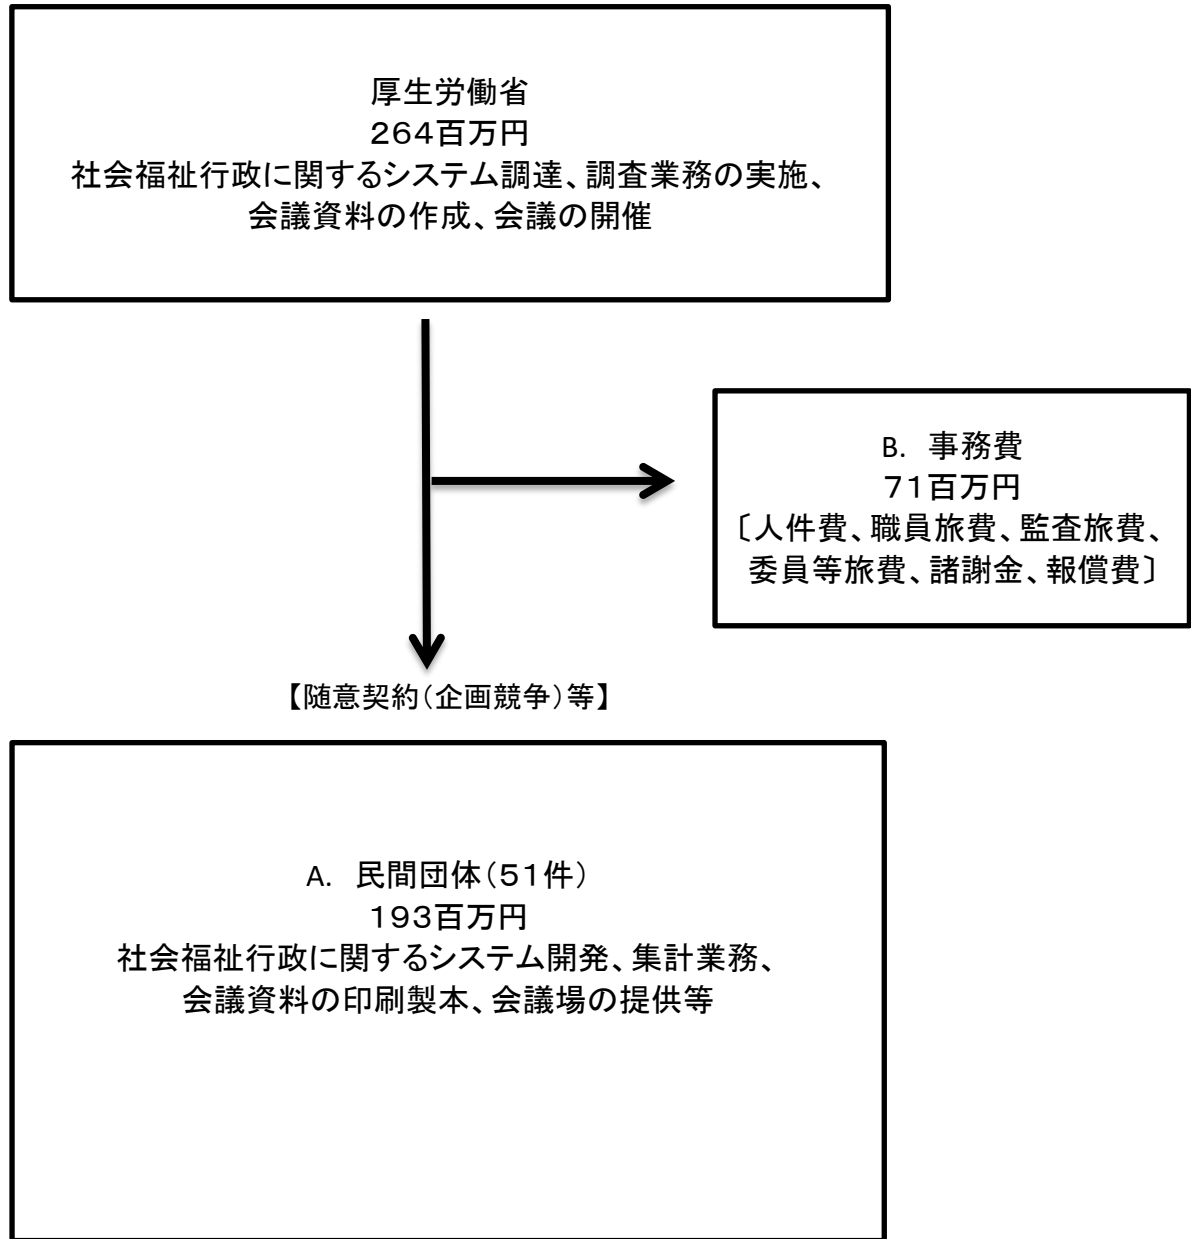 厚生労働省
264百万円
社会福祉行政に関するシステム調達、調査業務の実施、
会議資料の作成、会議の開催
B. 事務費
71百万円
〔人件費、職員旅費、監査旅費、
委員等旅費、諸謝金、報償費〕
【随意契約(企画競争)等】
A. 民間団体(51件)
193百万円
社会福祉行政に関するシステム開発、集計業務、
会議資料の印刷製本、会議場の提供等